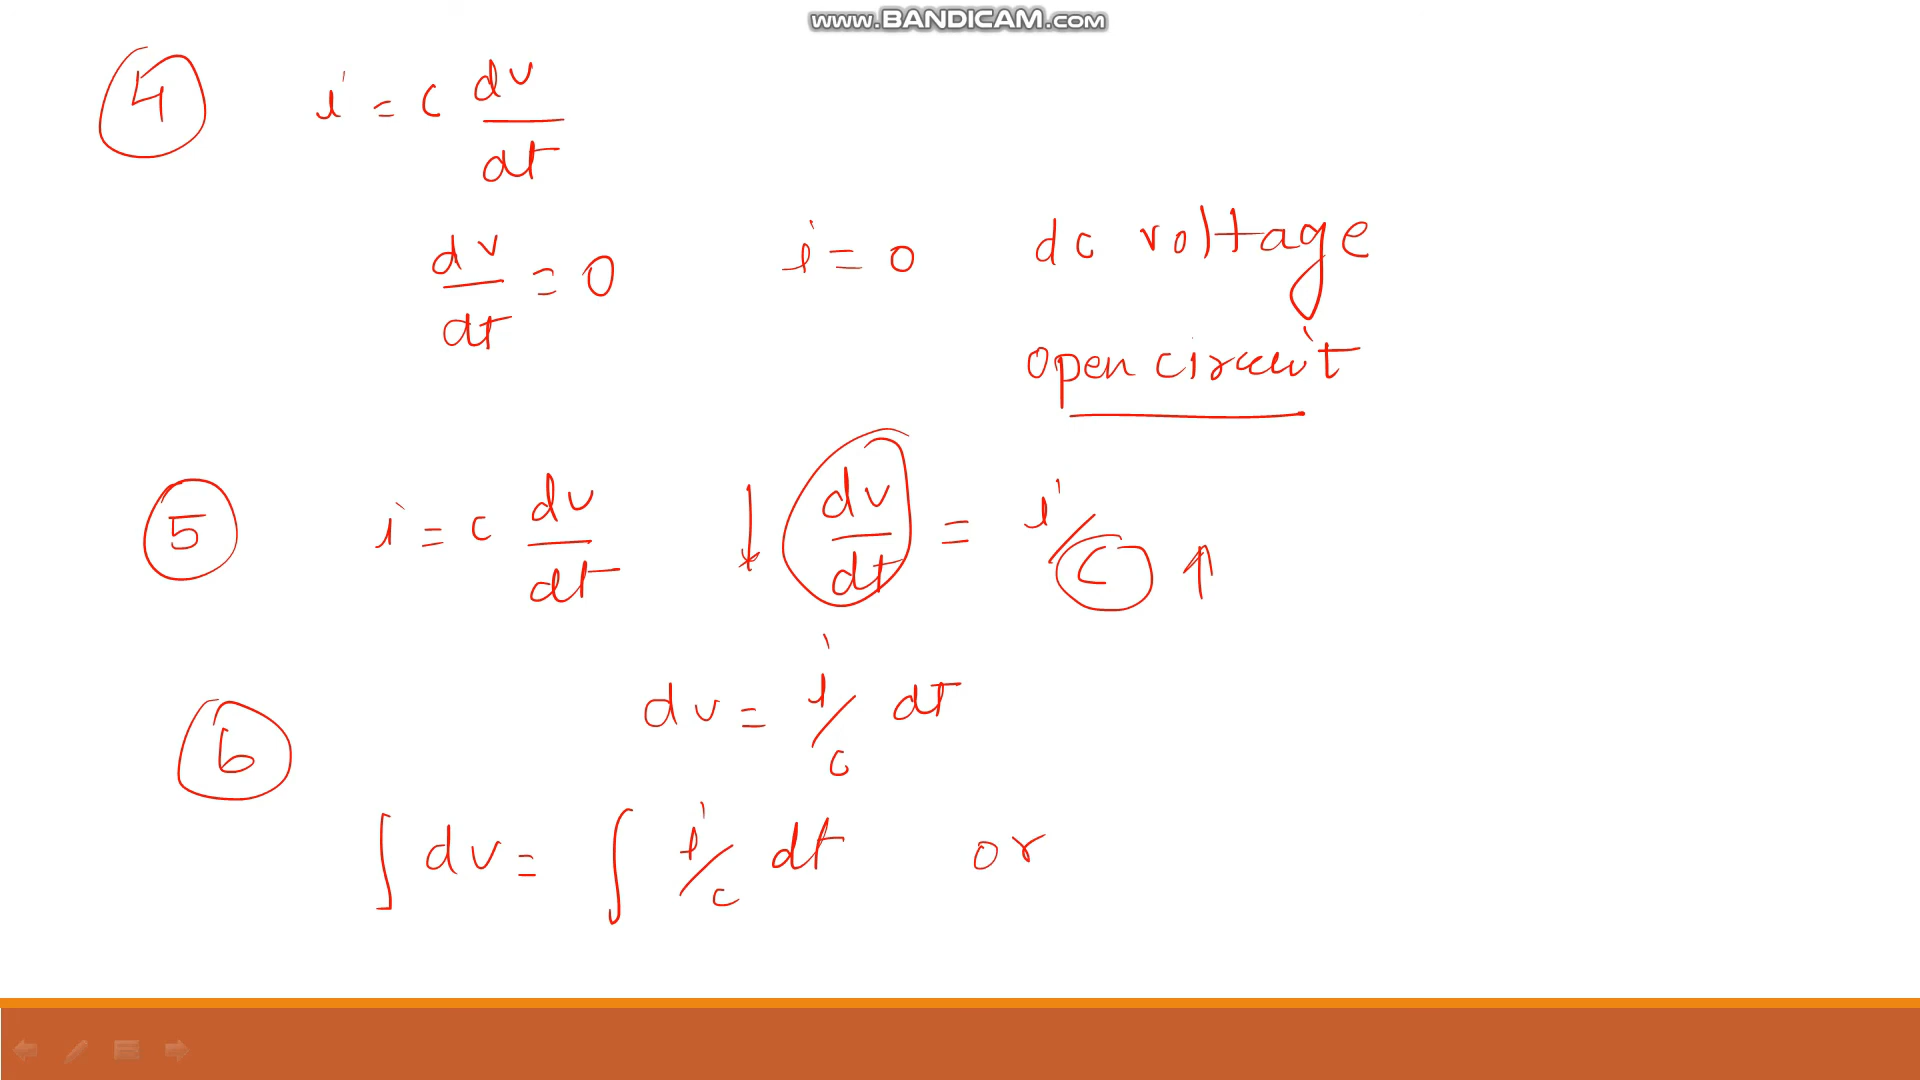 www.BANDICAM.com
4 i = c dv/dt
dv/dt = 0 i = 0 dc voltage
open circuit
5 i = c dv/dt ↓ dv/dt = i/c ↑
6 dv = i/c dt
∫ dv = ∫ i/c dt or